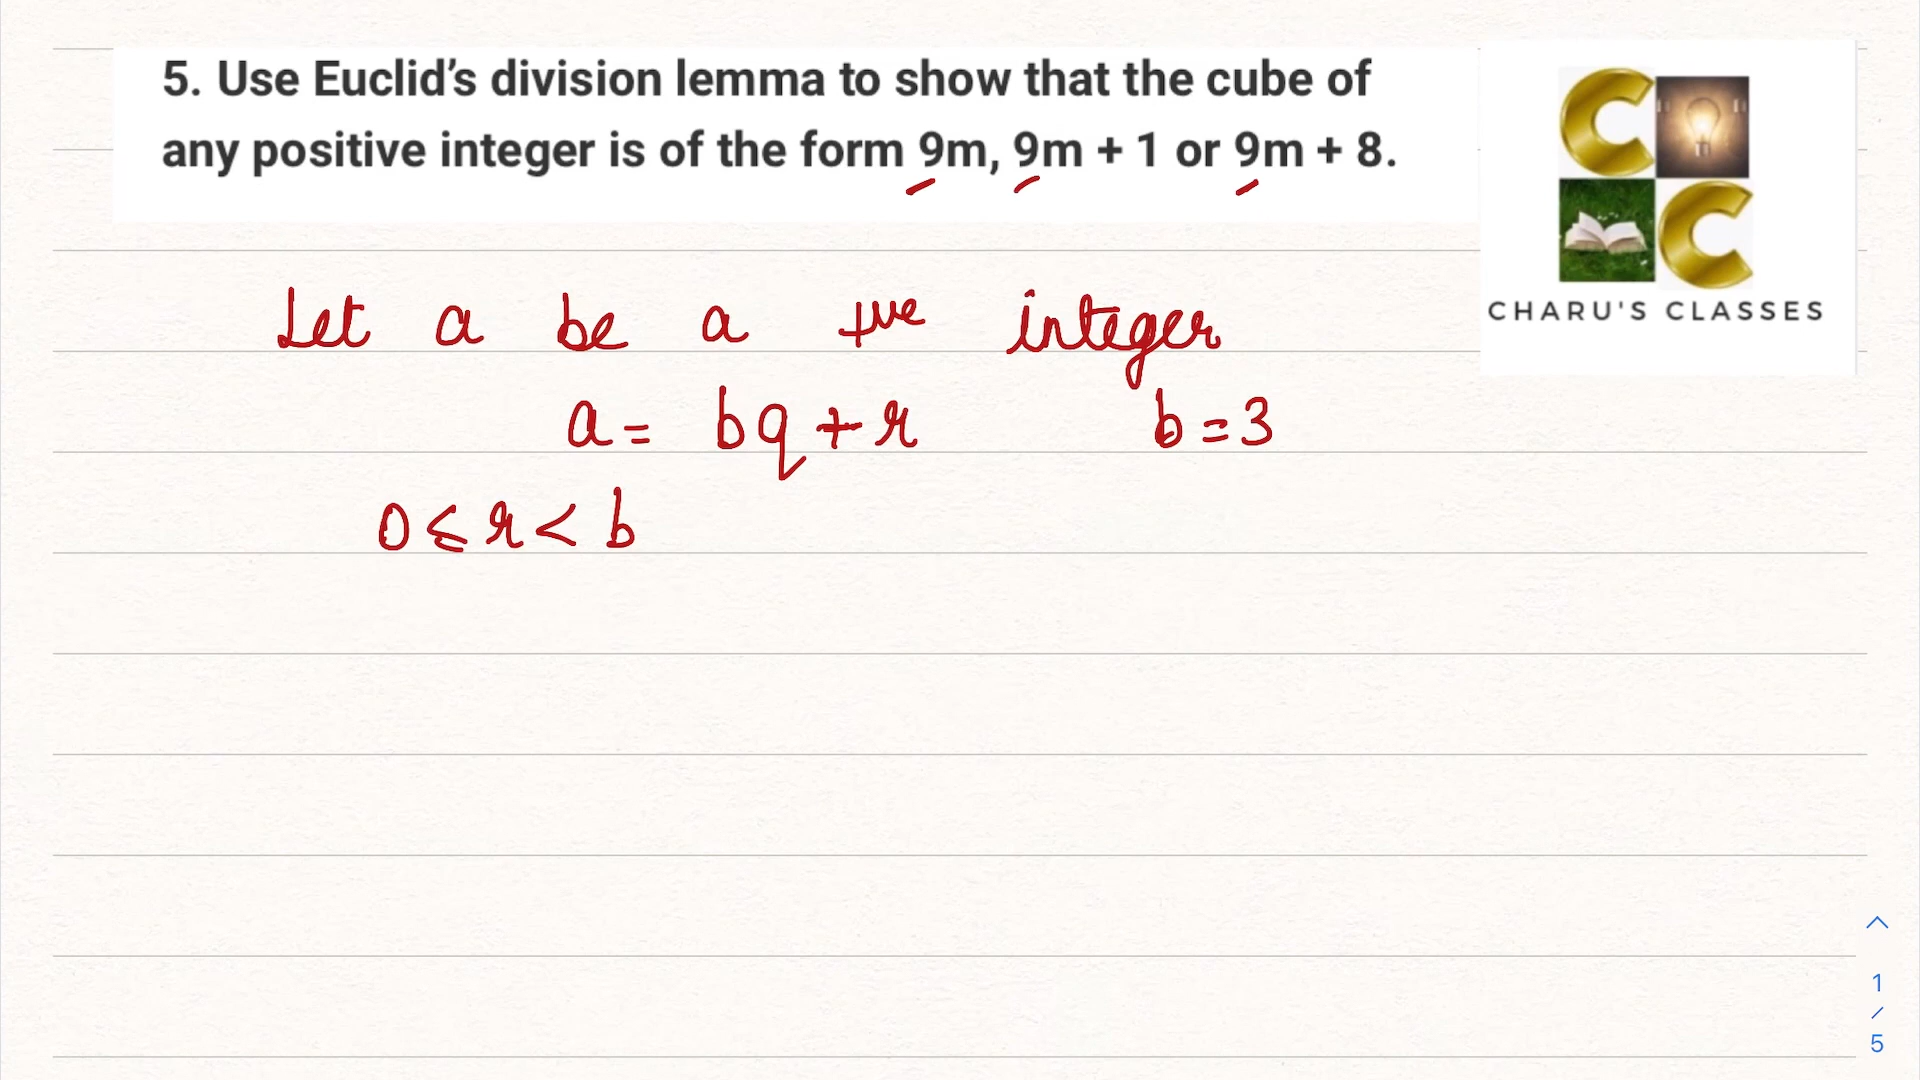 5. Use Euclid’s division lemma to show that the cube of
any positive integer is of the form 9m, 9m + 1 or 9m + 8.
CHARU'S CLASSES
Let a be a +ve integer
a = bq + r b = 3
0 ≤ r < b
1
/
5